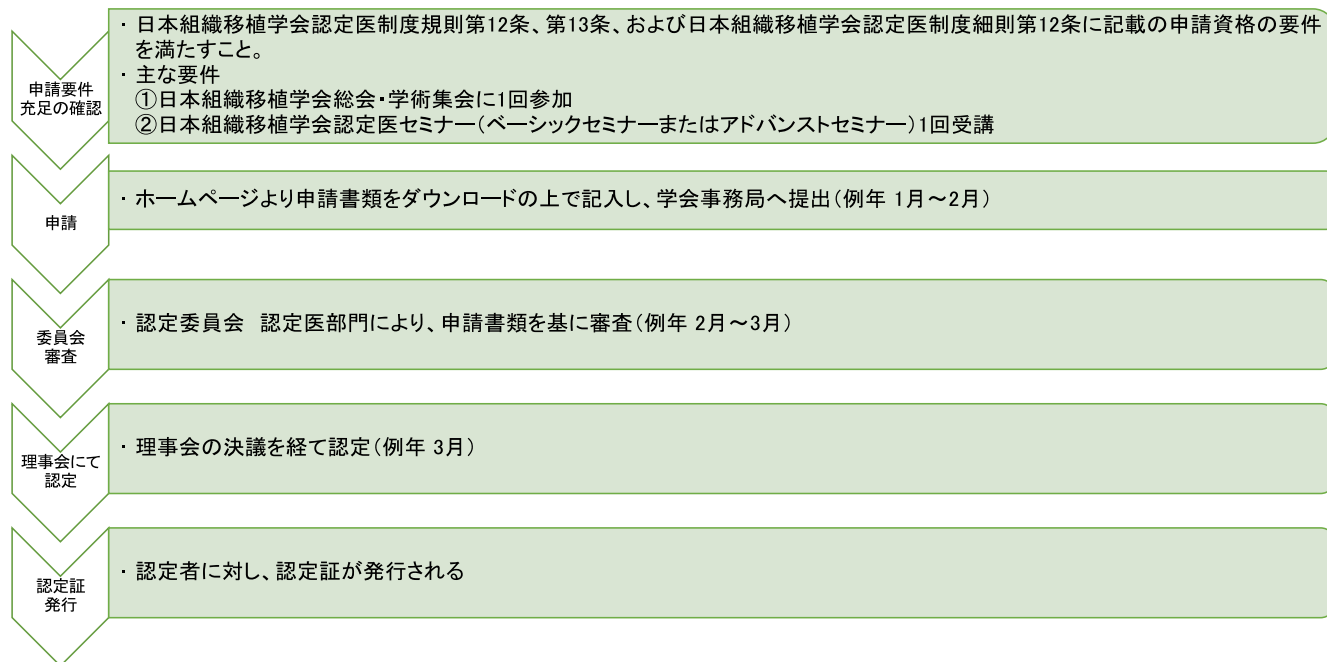 申請要件
充足の確認
・日本組織移植学会認定医制度規則第12条、第13条、および日本組織移植学会認定医制度細則第12条に記載の申請資格の要件
を満たすこと。
・主な要件
①日本組織移植学会総会・学術集会に1回参加
②日本組織移植学会認定医セミナー（ベーシックセミナーまたはアドバンストセミナー）1回受講
申請
・ホームページより申請書類をダウンロードの上で記入し、学会事務局へ提出（例年 1月～2月）
委員会
審査
・認定委員会　認定医部門により、申請書類を基に審査（例年 2月～3月）
理事会にて
認定
・理事会の決議を経て認定（例年 3月）
認定証
発行
・認定者に対し、認定証が発行される